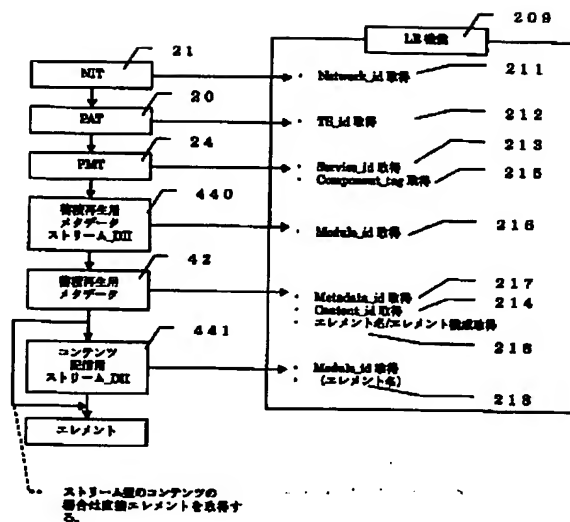 21
NIT
20
PAT
24
PMT
440
蓄積再生用
メタデータ
ストリーム_DII
42
蓄積再生用
メタデータ
441
コンテンツ
配信用
ストリーム_DII
エレメント
209
LE機能
・ Network_id 取得
211
・ TS_id 取得
212
・ Service_id 取得
213
・ Component_tag 取得
215
・ Module_id 取得
216
・ Metadata_id 取得
217
・ Content_id 取得
214
・ エレメント名/エレメント構成取得
218
・ Module_id 取得
(エレメント名)
218
ストリーム型のコンテンツの
場合は直接エレメントを取得す
る。